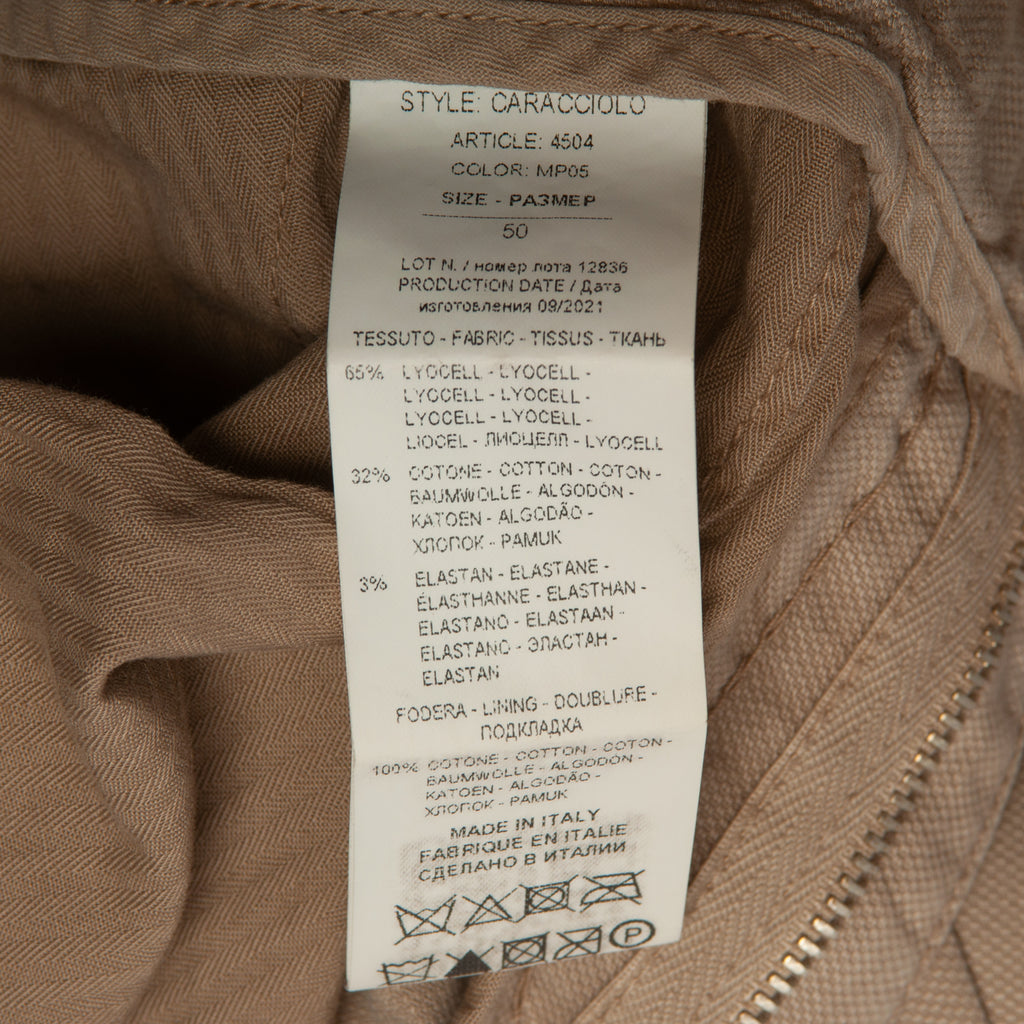 STYLE: CARACCIOLO
ARTICLE: 4504
COLOR: MP05
SIZE - РАЗМЕР
50
LOT N. / номер лота 12836
PRODUCTION DATE / Дата
изготовления 09/2021
TESSUTO - FABRIC - TISSUS - ТКАНЬ
65% LYOCELL - LYOCELL -
LYOCELL - LYOCELL -
LYOCELL - LYOCELL -
LIOCEL - ЛИОЦЕЛЛ - LYOCELL
32% COTONE - COTTON - COTON -
BAUMWOLLE - ALGODÓN -
KATOEN - ALGODÃO -
ХЛОПОК - PAMUK
3% ELASTAN - ELASTANE -
ÉLASTHANNE - ELASTHAN -
ELASTANO - ELASTAAN -
ELASTANO - ЭЛАСТАН -
ELASTAN
FODERA - LINING - DOUBLURE -
ПОДКЛАДКА
100% COTONE - COTTON - COTON -
BAUMWOLLE - ALGODÓN -
KATOEN - ALGODÃO -
ХЛОПОК - PAMUK
MADE IN ITALY
FABRIQUE EN ITALIE
СДЕЛАНО В ИТАЛИИ
P